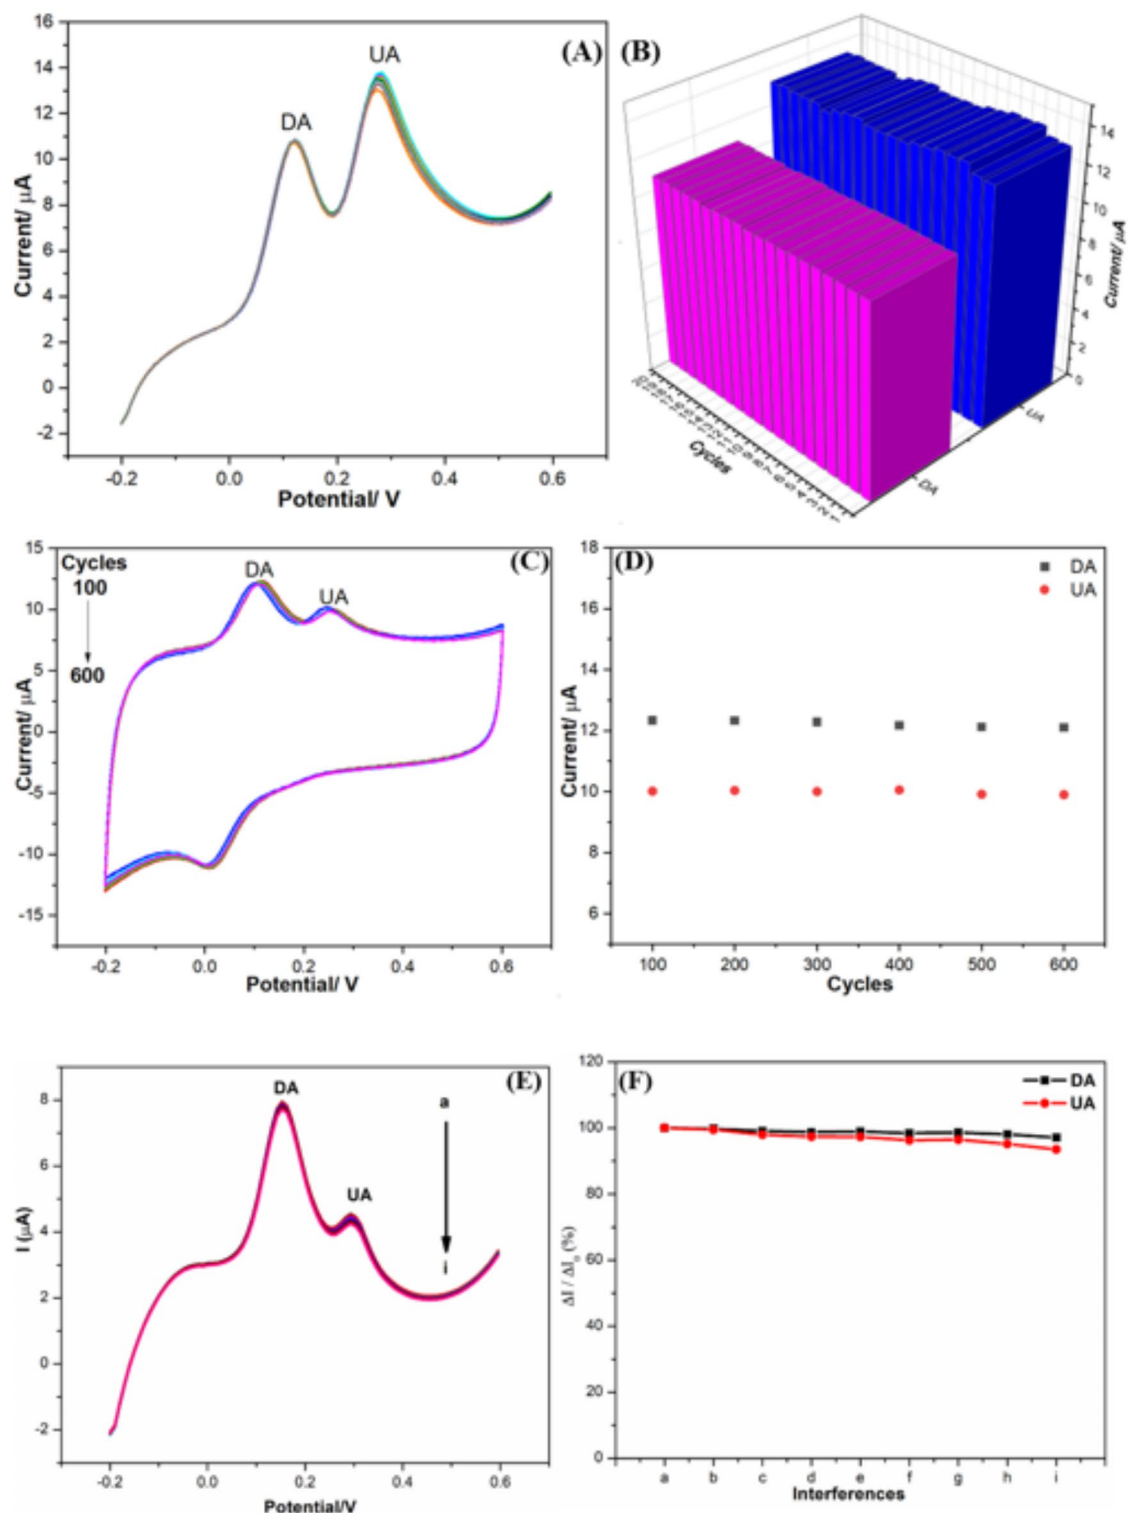 (A)
16
14
12
10
8
6
4
2
0
-2
Current/ μA
DA
UA
-0.2
0.0
0.2
0.4
0.6
Potential/ V
(B)
14
12
10
8
6
4
2
0
Current/ μA
UA
DA
Cycles
(C)
15
10
5
0
-5
-10
-15
Current/ μA
Cycles
100
600
DA
UA
-0.2
0.0
0.2
0.4
0.6
Potential/ V
(D)
18
16
14
12
10
8
6
Current/ μA
DA
UA
100
200
300
400
500
600
Cycles
(E)
8
6
4
2
0
-2
I (μA)
DA
UA
a
i
-0.2
0.0
0.2
0.4
0.6
Potential/V
(F)
120
100
80
60
40
20
0
ΔI / ΔI₀ (%)
DA
UA
a
b
c
d
e
f
g
h
i
Interferences